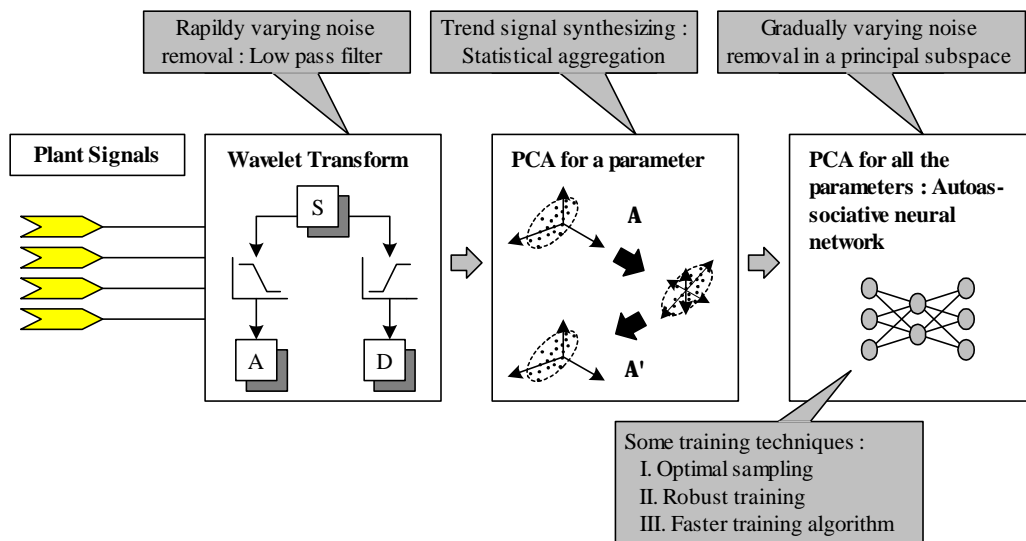 Rapildy varying noise
removal : Low pass filter
Trend signal synthesizing :
Statistical aggregation
Gradually varying noise
removal in a principal subspace
Plant Signals
Wavelet Transform
S
A
D
PCA for a parameter
A
A'
PCA for all the
parameters : Autoas-
sociative neural
network
Some training techniques :
I. Optimal sampling
II. Robust training
III. Faster training algorithm